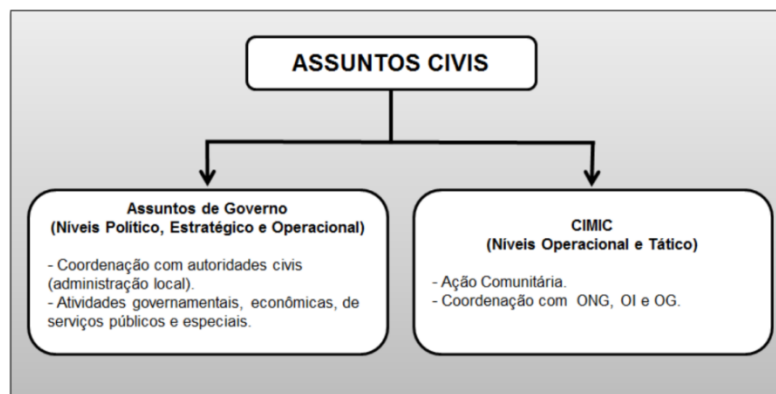 ASSUNTOS CIVIS
Assuntos de Governo
(Níveis Político, Estratégico e Operacional)
- Coordenação com autoridades civis
(administração local).
- Atividades governamentais, econômicas, de
serviços públicos e especiais.
CIMIC
(Níveis Operacional e Tático)
- Ação Comunitária.
- Coordenação com ONG, OI e OG.